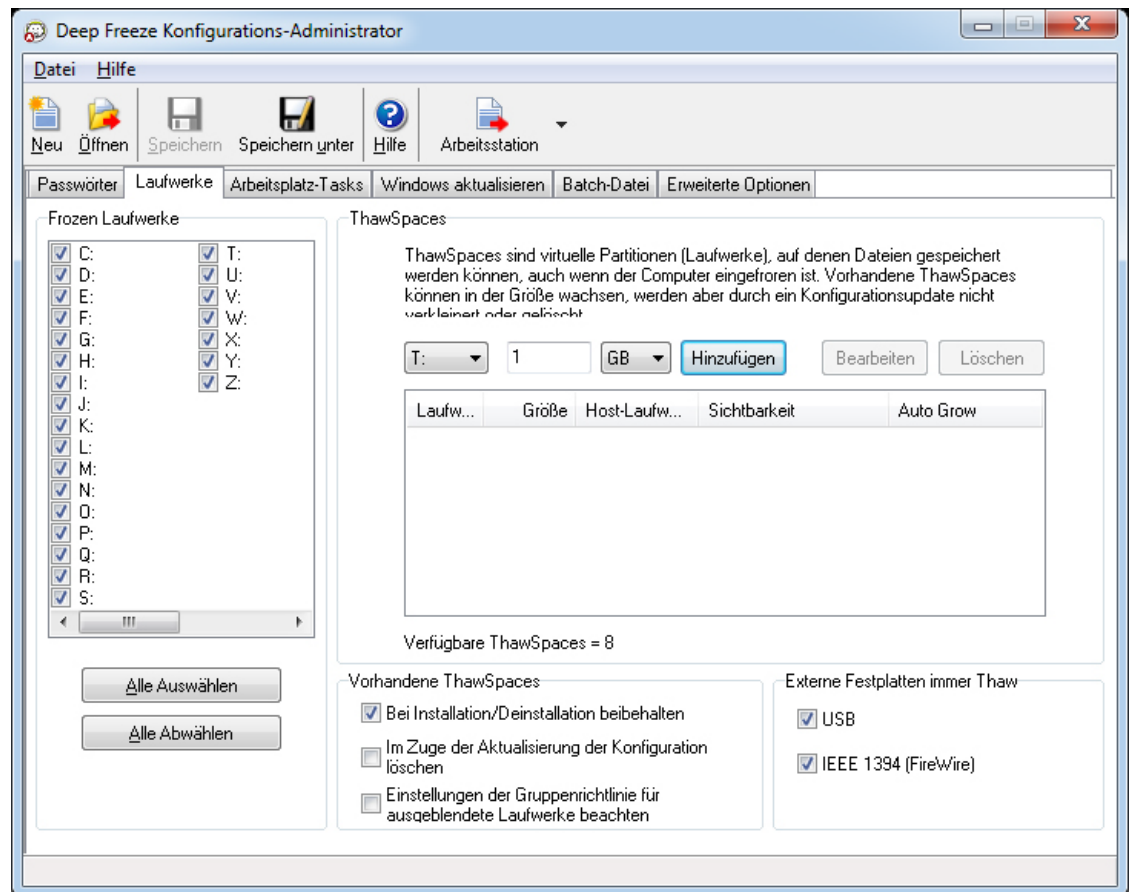 Deep Freeze Konfigurations-Administrator
Datei Hilfe
Neu Öffnen Speichern Speichern unter Hilfe Arbeitsstation
Passwörter Laufwerke Arbeitsplatz-Tasks Windows aktualisieren Batch-Datei Erweiterte Optionen
Frozen Laufwerke
C: T:
D: U:
E: V:
F: W:
G: X:
H: Y:
I: Z:
J:
K:
L:
M:
N:
O:
P:
Q:
R:
S:
Alle Auswählen
Alle Abwählen
ThawSpaces
ThawSpaces sind virtuelle Partitionen (Laufwerke), auf denen Dateien gespeichert
werden können, auch wenn der Computer eingefroren ist. Vorhandene ThawSpaces
können in der Größe wachsen, werden aber durch ein Konfigurationsupdate nicht
verkleinert oder gelöscht
T: 1 GB Hinzufügen Bearbeiten Löschen
Laufw... Größe Host-Laufw... Sichtbarkeit Auto Grow
Verfügbare ThawSpaces = 8
Vorhandene ThawSpaces
Bei Installation/Deinstallation beibehalten
Im Zuge der Aktualisierung der Konfiguration
löschen
Einstellungen der Gruppenrichtlinie für
ausgeblendete Laufwerke beachten
Externe Festplatten immer Thaw
USB
IEEE 1394 (FireWire)